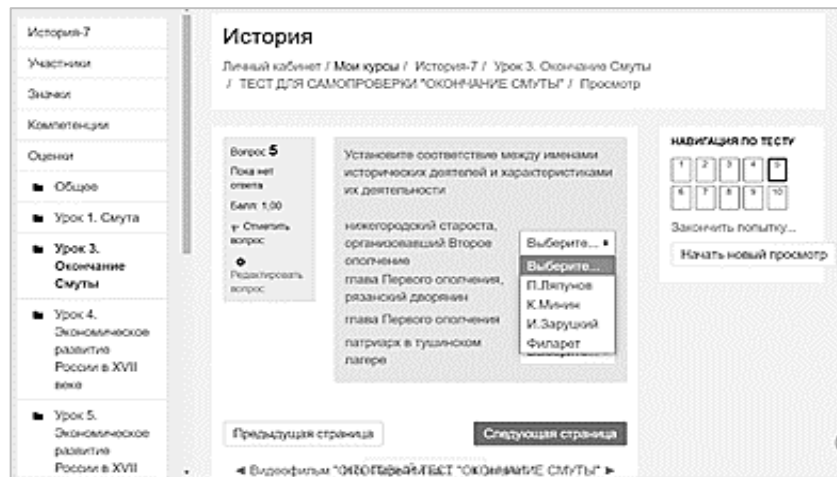 История-7
Участники
Значки
Компетенции
Оценки
Общее
Урок 1. Смута
Урок 3.
Окончание
Смуты
Урок 4.
Экономическое
развитие
России в XVII
веке
Урок 5.
Экономическое
развитие
России в XVII
История
Личный кабинет / Мои курсы / История-7 / Урок 3. Окончание Смуты
/ ТЕСТ ДЛЯ САМОПРОВЕРКИ "ОКОНЧАНИЕ СМУТЫ" / Просмотр
Вопрос 5
Пока нет
ответа
Балл: 1,00
Отметить
вопрос
Редактировать
вопрос
Установите соответствие между именами
исторических деятелей и характеристиками
их деятельности
нижегородский староста,
организовавший Второе
ополчение
глава Первого ополчения,
рязанский дворянин
глава Первого ополчения
патриарх в тушинском
лагере
Выберите...
Выберите...
П.Ляпунов
К.Минин
И.Заруцкий
Филарет
НАВИГАЦИЯ ПО ТЕСТУ
1 2 3 4 5
6 7 8 9 10
Закончить попытку...
Начать новый просмотр
Предыдущая страница
Следующая страница
◄ Видеофильм "ОКОНЧАНИЕ СМУТЫ" ►